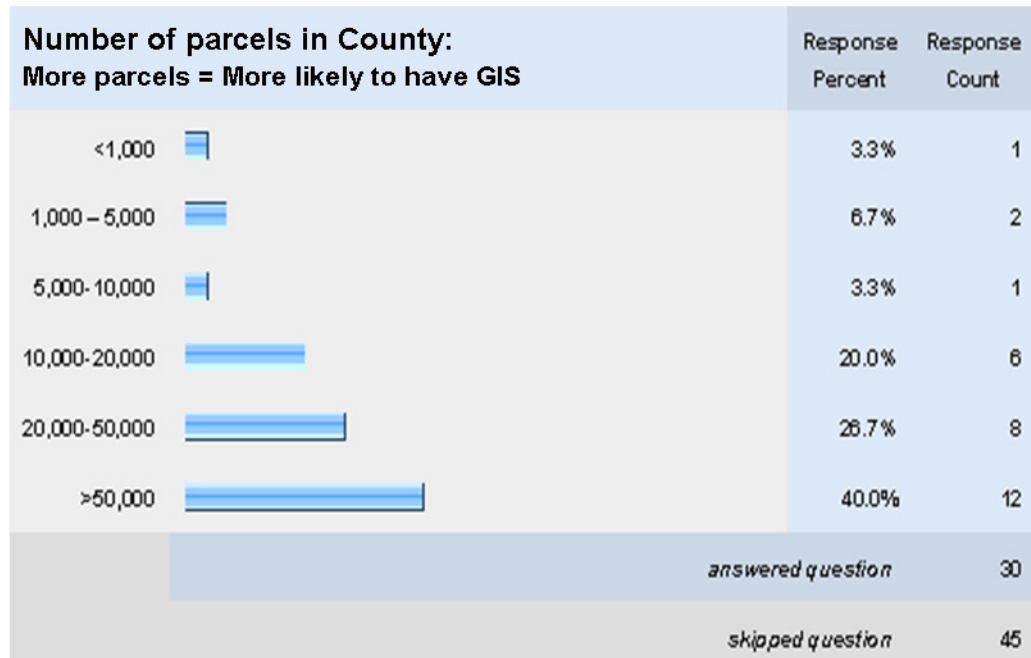 Number of parcels in County:
More parcels = More likely to have GIS
Response Percent
Response Count
<1,000 3.3% 1
1,000 – 5,000 6.7% 2
5,000-10,000 3.3% 1
10,000-20,000 20.0% 6
20,000-50,000 26.7% 8
>50,000 40.0% 12
answered question 30
skipped question 45